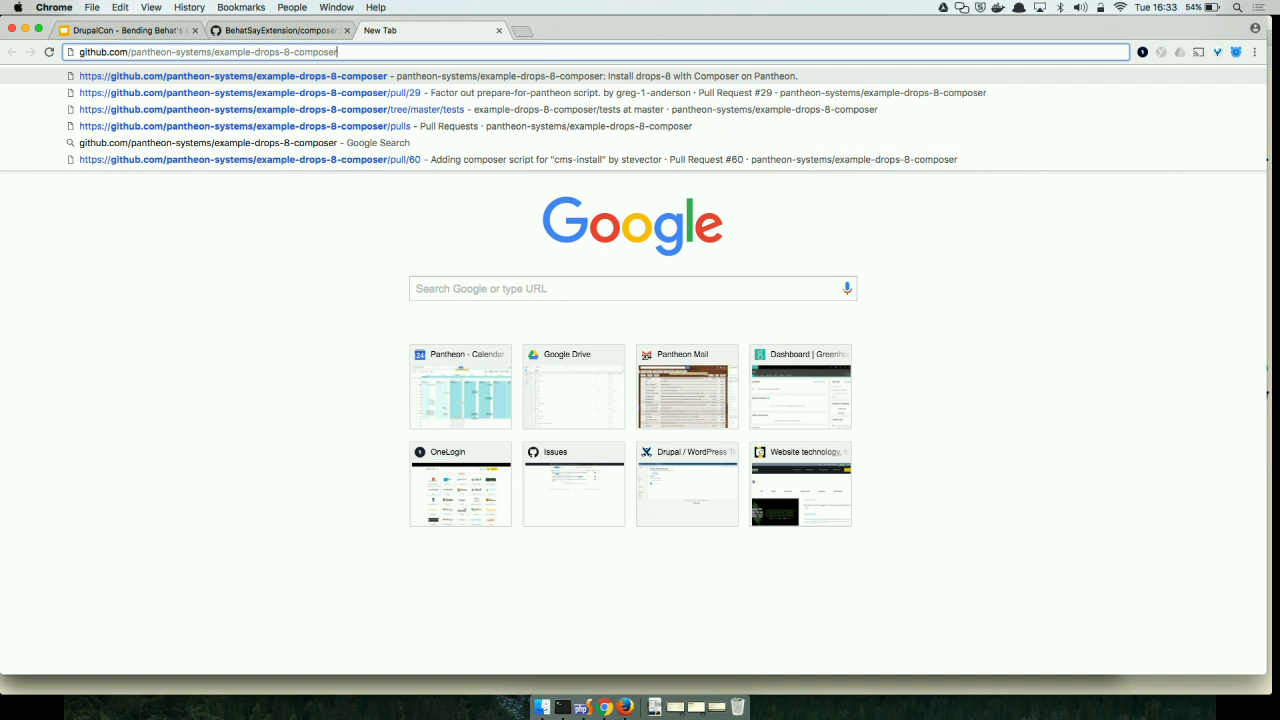 Chrome File Edit View History Bookmarks People Window Help Tue 16:33 54%
DrupalCon - Bending Behat's BehatSayExtension/compose New Tab
github.com/pantheon-systems/example-drops-8-composer
https://github.com/pantheon-systems/example-drops-8-composer - pantheon-systems/example-drops-8-composer: Install drops-8 with Composer on Pantheon.
https://github.com/pantheon-systems/example-drops-8-composer/pull/29 - Factor out prepare-for-pantheon script. by greg-1-anderson · Pull Request #29 · pantheon-systems/example-drops-8-composer
https://github.com/pantheon-systems/example-drops-8-composer/tree/master/tests - example-drops-8-composer/tests at master · pantheon-systems/example-drops-8-composer
https://github.com/pantheon-systems/example-drops-8-composer/pulls - Pull Requests · pantheon-systems/example-drops-8-composer
github.com/pantheon-systems/example-drops-8-composer - Google Search
https://github.com/pantheon-systems/example-drops-8-composer/pull/60 - Adding composer script for "cms-install" by stevector · Pull Request #60 · pantheon-systems/example-drops-8-composer
Google
Search Google or type URL
24 Pantheon - Calendar Google Drive Pantheon Mail Dashboard | Greenho
OneLogin Issues Drupal / WordPress T Website technology,
php